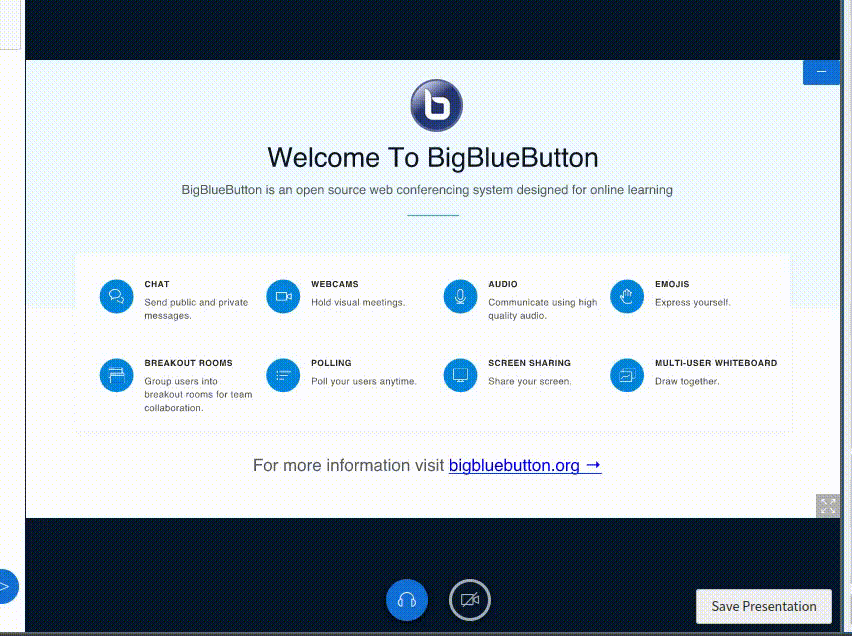 Welcome To BigBlueButton
BigBlueButton is an open source web conferencing system designed for online learning
CHAT
Send public and private
messages.
WEBCAMS
Hold visual meetings.
AUDIO
Communicate using high
quality audio.
EMOJIS
Express yourself.
BREAKOUT ROOMS
Group users into
breakout rooms for team
collaboration.
POLLING
Poll your users anytime.
SCREEN SHARING
Share your screen.
MULTI-USER WHITEBOARD
Draw together.
For more information visit bigbluebutton.org →
Save Presentation